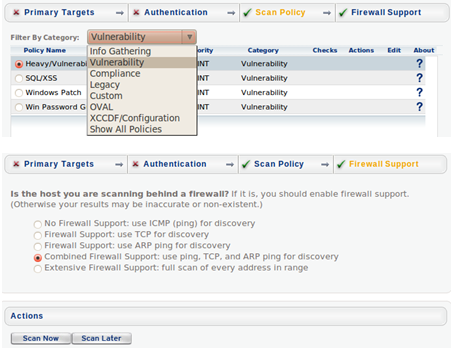 Primary Targets → Authentication → Scan Policy → Firewall Support
Filter By Category: Vulnerability
Policy Name ority Category Checks Actions Edit About
Info Gathering
Heavy/Vulnerab INT Vulnerability ?
Vulnerability
SQL/XSS INT Vulnerability ?
Compliance
Legacy
Windows Patch INT Vulnerability ?
Custom
Win Password G INT Vulnerability ?
OVAL
XCCDF/Configuration
Show All Policies
Primary Targets → Authentication → Scan Policy → Firewall Support
Is the host you are scanning behind a firewall? If it is, you should enable firewall support.
(Otherwise your results may be inaccurate or non-existent.)
No Firewall Support: use ICMP (ping) for discovery
Firewall Support: use TCP for discovery
Firewall Support: use ARP ping for discovery
Combined Firewall Support: use ping, TCP, and ARP ping for discovery
Extensive Firewall Support: full scan of every address in range
Actions
Scan Now Scan Later